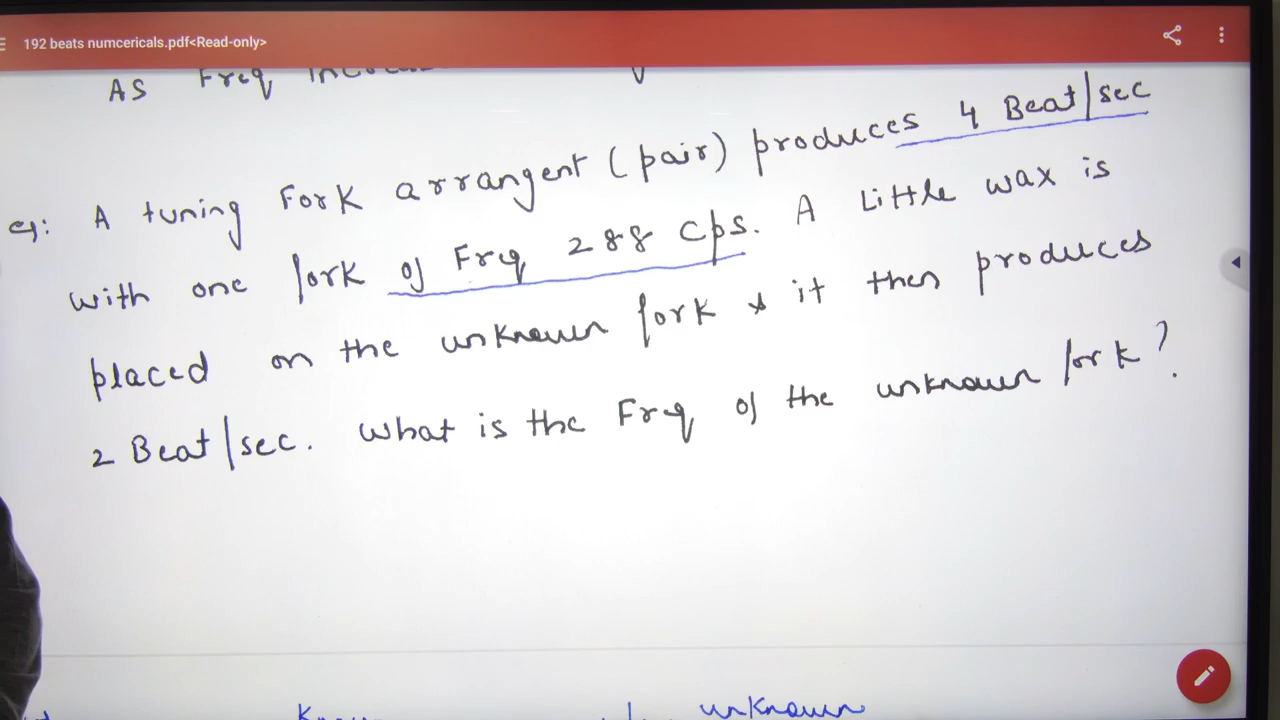 192 beats numcericals.pdf<Read-only>
As Freq
eg: A tuning Fork arrangent (pair) produces 4 Beat/sec
with one fork of Frq 288 cps. A Little wax is
placed on the unknown fork & it then produces
2 Beat/sec. What is the Frq of the unknown fork?
unknown